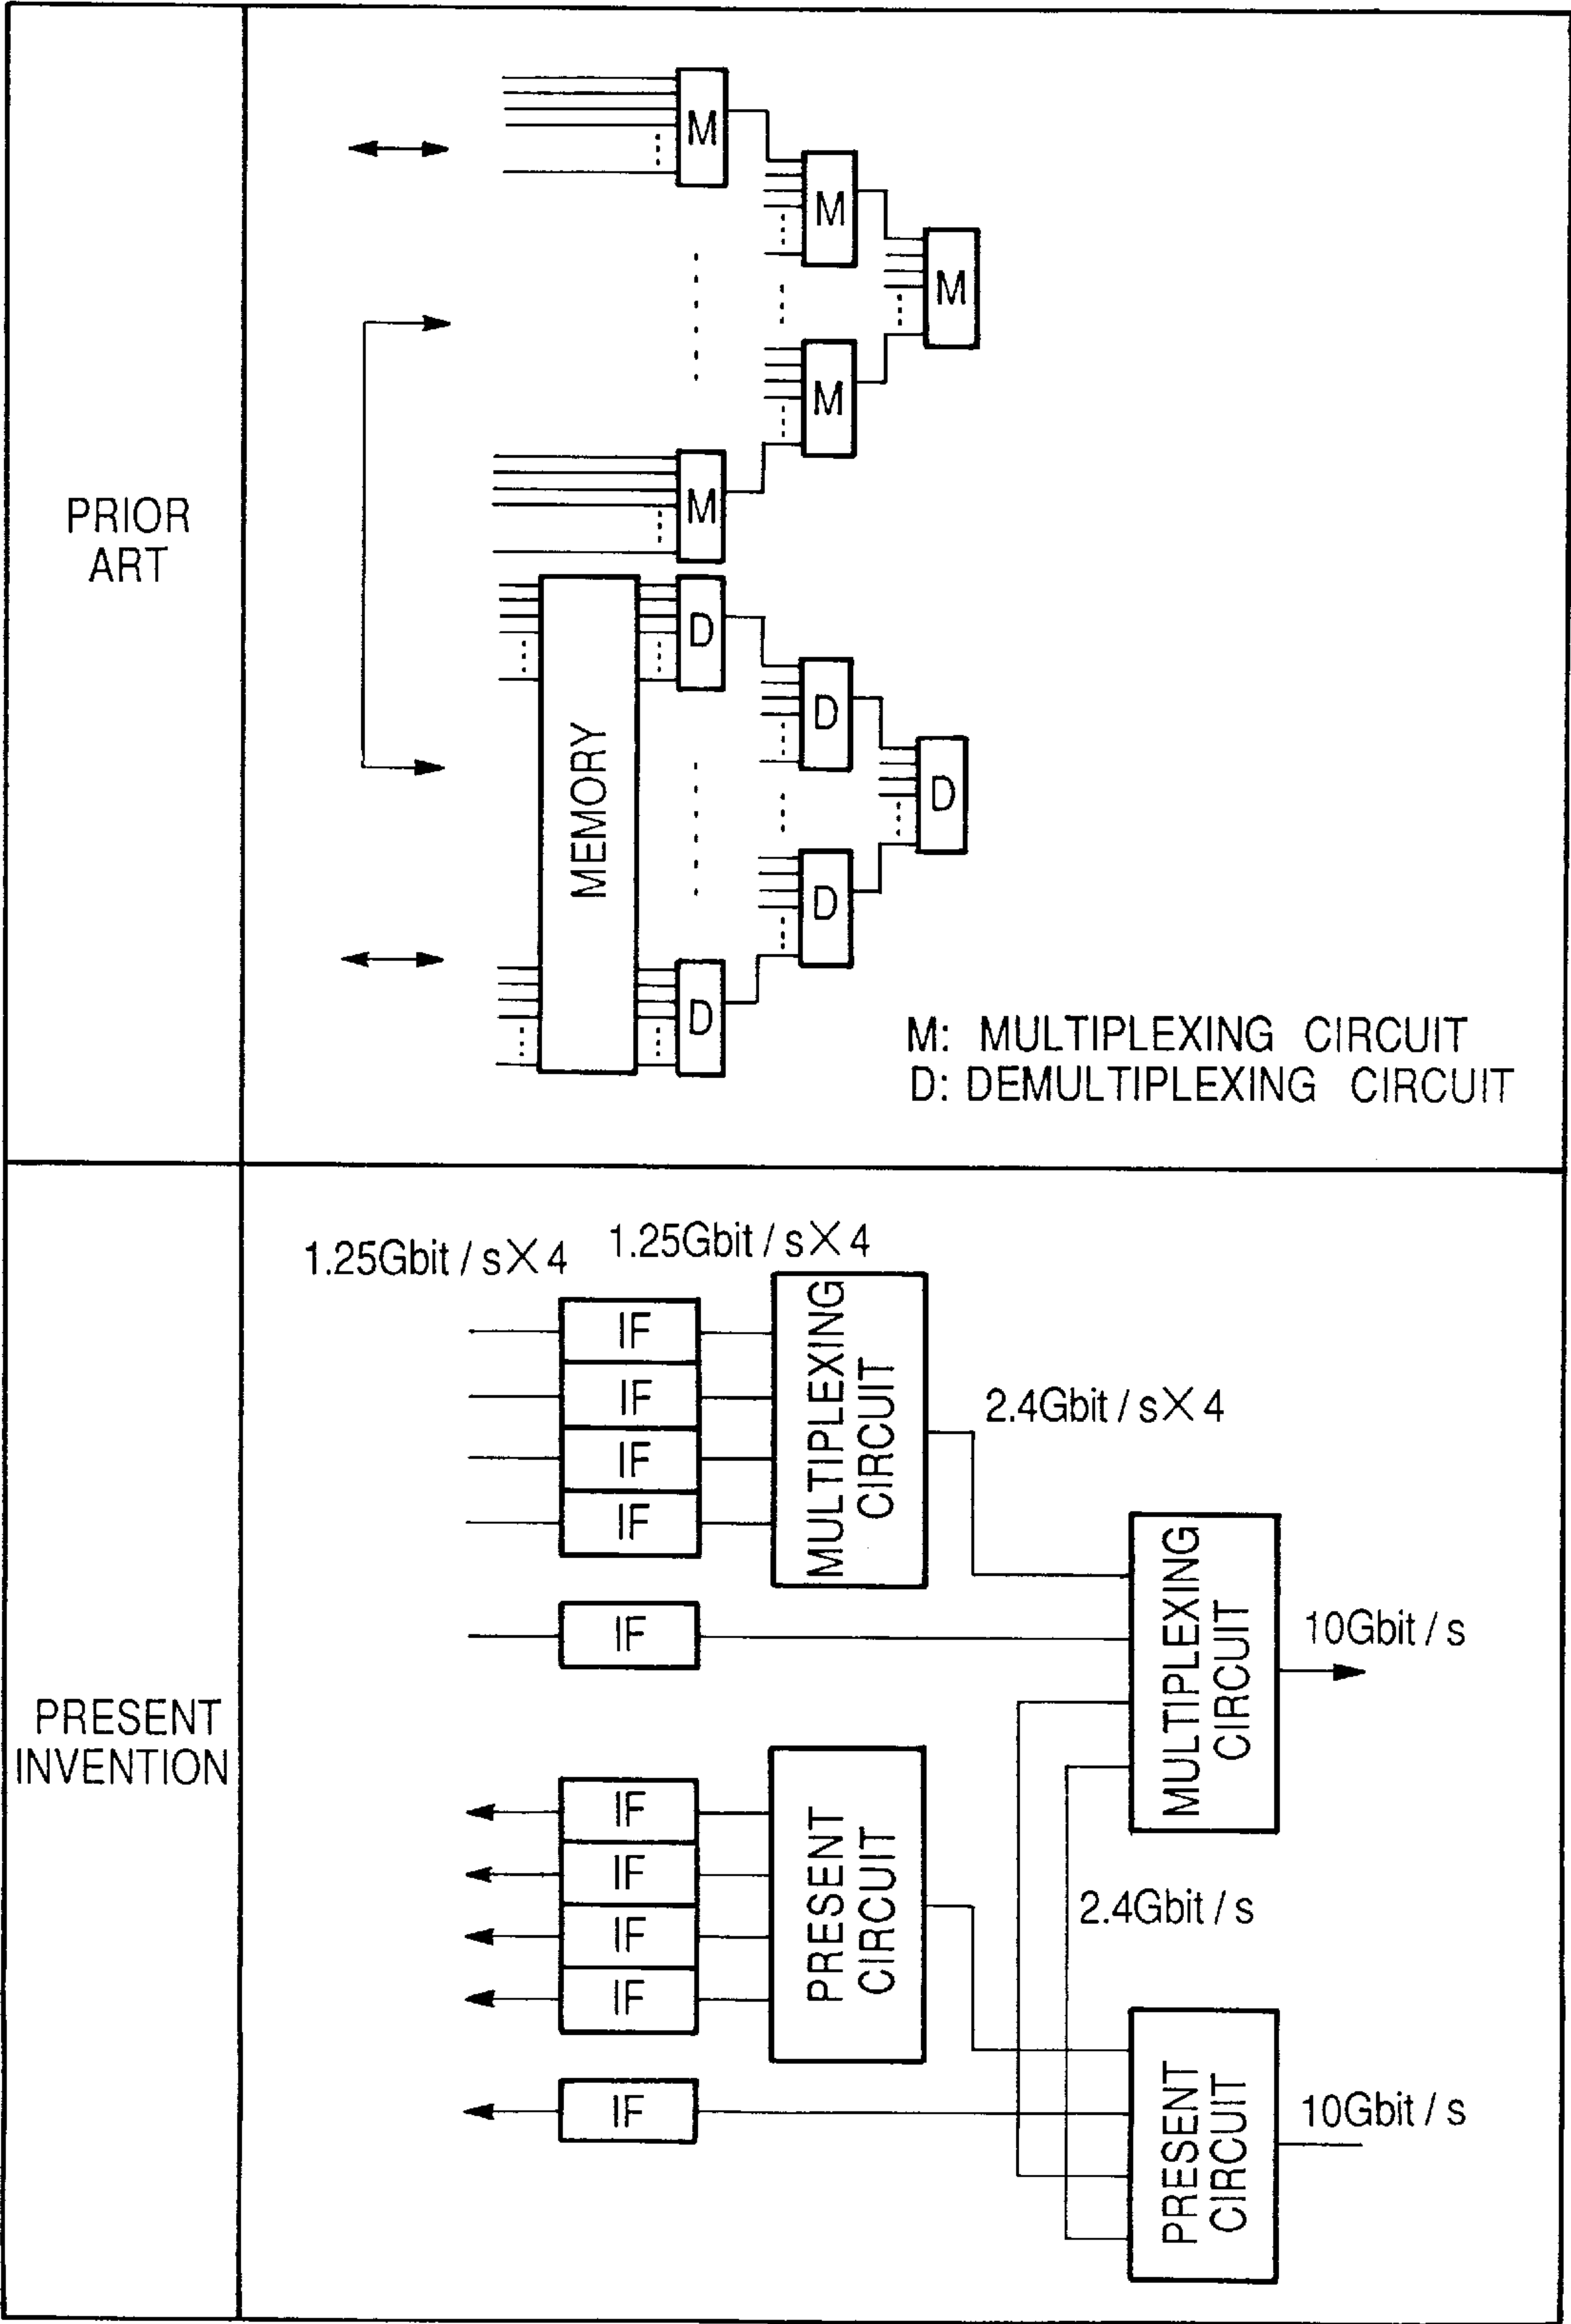 PRIOR
ART
M
M
M
M
M
D
D
MEMORY
D
D
D
M: MULTIPLEXING CIRCUIT
D: DEMULTIPLEXING CIRCUIT
PRESENT
INVENTION
1.25Gbit / s×4
1.25Gbit / s×4
IF
IF
IF
IF
MULTIPLEXING
CIRCUIT
2.4Gbit / s×4
IF
MULTIPLEXING
CIRCUIT
10Gbit / s
IF
IF
IF
IF
PRESENT
CIRCUIT
2.4Gbit / s
IF
PRESENT
CIRCUIT
10Gbit / s